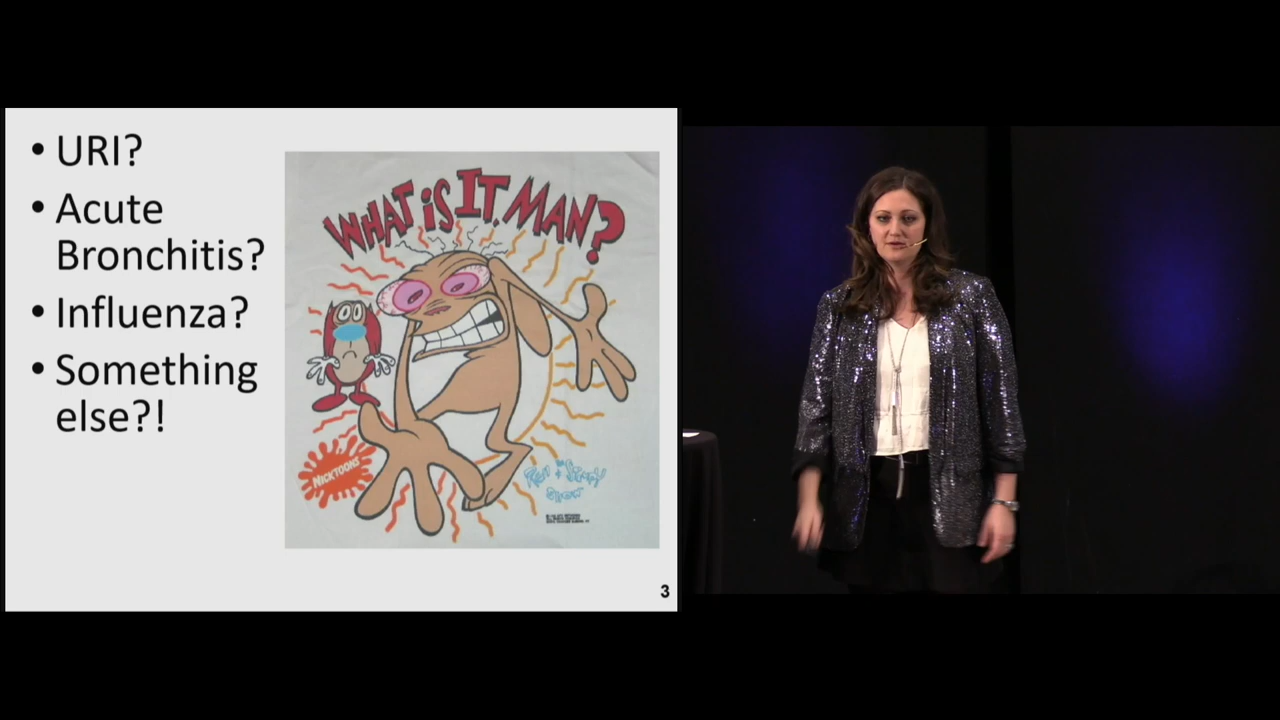 • URI?
• Acute
Bronchitis?
• Influenza?
• Something
else?!
WHAT iS IT, MAN?
NICKTOONS
Ren & Stimpy
Show
3